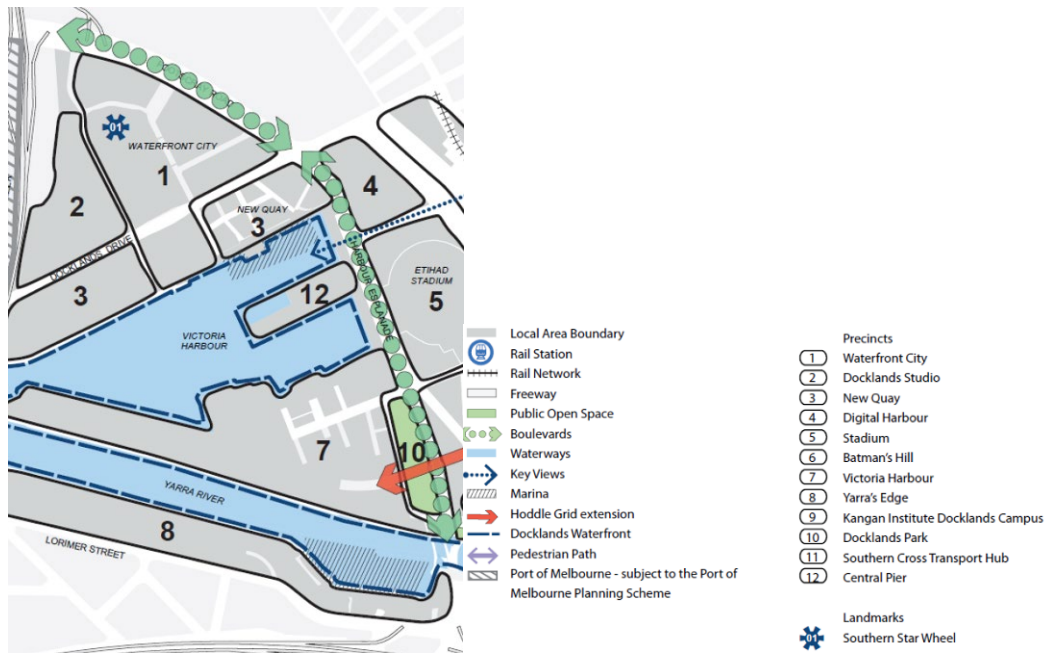 01
WATERFRONT CITY
1
2
4
NEW QUAY
3
DOCKLANDS DRIVE
HARBOUR ESPLANADE
ETIHAD
STADIUM
5
3
12
VICTORIA
HARBOUR
7
10
YARRA RIVER
8
LORIMER STREET
Local Area Boundary
Rail Station
Rail Network
Freeway
Public Open Space
Boulevards
Waterways
Key Views
Marina
Hoddle Grid extension
Docklands Waterfront
Pedestrian Path
Port of Melbourne - subject to the Port of
Melbourne Planning Scheme
Precincts
1 Waterfront City
2 Docklands Studio
3 New Quay
4 Digital Harbour
5 Stadium
6 Batman's Hill
7 Victoria Harbour
8 Yarra's Edge
9 Kangan Institute Docklands Campus
10 Docklands Park
11 Southern Cross Transport Hub
12 Central Pier
Landmarks
01 Southern Star Wheel